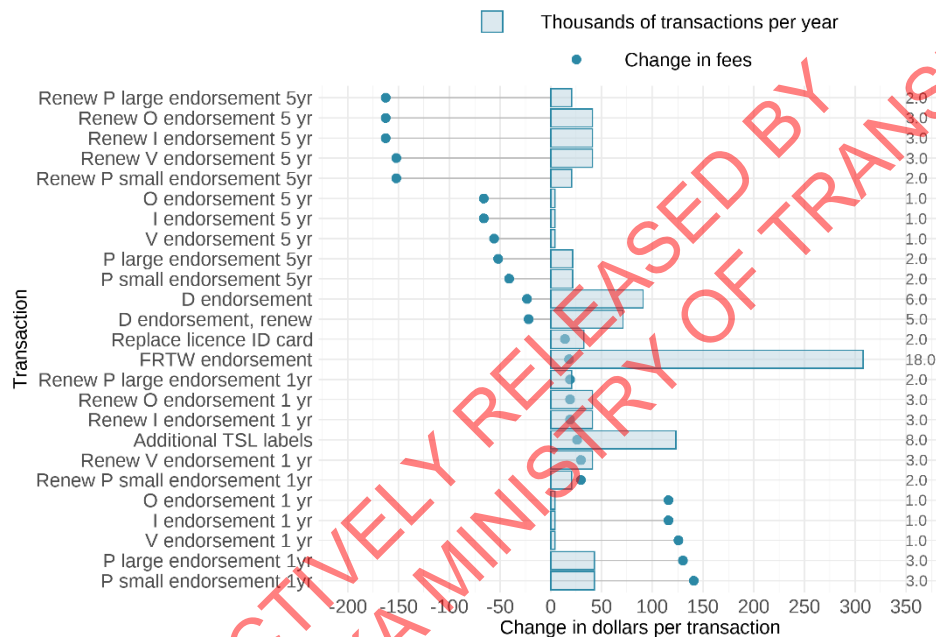 Thousands of transactions per year
Change in fees
Transaction
Renew P large endorsement 5yr 2.0
Renew O endorsement 5 yr 3.0
Renew I endorsement 5 yr 3.0
Renew V endorsement 5 yr 3.0
Renew P small endorsement 5yr 2.0
O endorsement 5 yr 1.0
I endorsement 5 yr 1.0
V endorsement 5 yr 1.0
P large endorsement 5yr 2.0
P small endorsement 5yr 2.0
D endorsement 6.0
D endorsement, renew 5.0
Replace licence ID card 2.0
FRTW endorsement 18.0
Renew P large endorsement 1yr 2.0
Renew O endorsement 1 yr 3.0
Renew I endorsement 1 yr 3.0
Additional TSL labels 8.0
Renew V endorsement 1 yr 3.0
Renew P small endorsement 1yr 2.0
O endorsement 1 yr 1.0
I endorsement 1 yr 1.0
V endorsement 1 yr 1.0
P large endorsement 1yr 3.0
P small endorsement 1yr 3.0
-200 -150 -100 -50 0 50 100 150 200 250 300 350
Change in dollars per transaction
CTIVELY RELEASED BY
KA MINISTRY OF TRANS